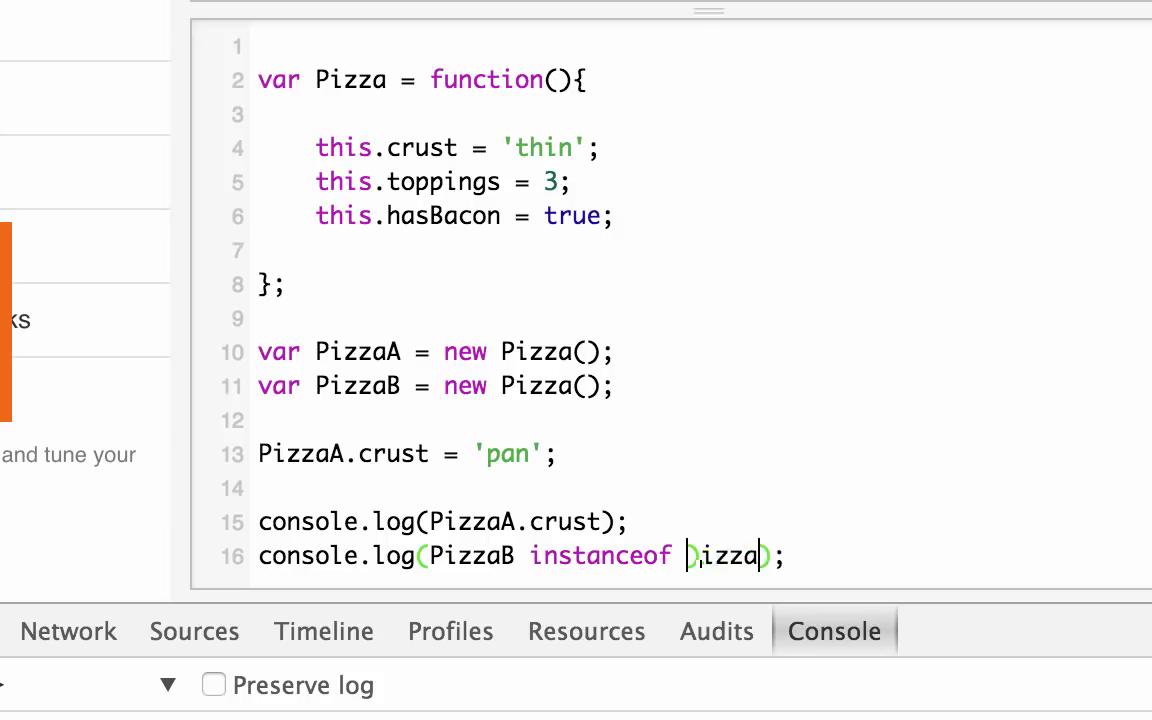 1
2 var Pizza = function(){
3
4 this.crust = 'thin';
5 this.toppings = 3;
6 this.hasBacon = true;
7
8 };
9
10 var PizzaA = new Pizza();
11 var PizzaB = new Pizza();
12
13 PizzaA.crust = 'pan';
14
15 console.log(PizzaA.crust);
16 console.log(PizzaB instanceof )izza);
ks
and tune your
Network Sources Timeline Profiles Resources Audits Console
▼ Preserve log